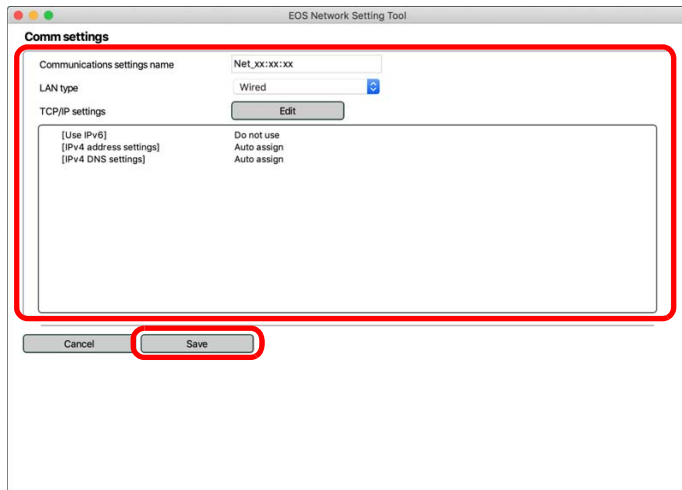 EOS Network Setting Tool
Comm settings
Communications settings name Net_xx:xx:xx
LAN type Wired
TCP/IP settings Edit
[Use IPv6] Do not use
[IPv4 address settings] Auto assign
[IPv4 DNS settings] Auto assign
Cancel Save